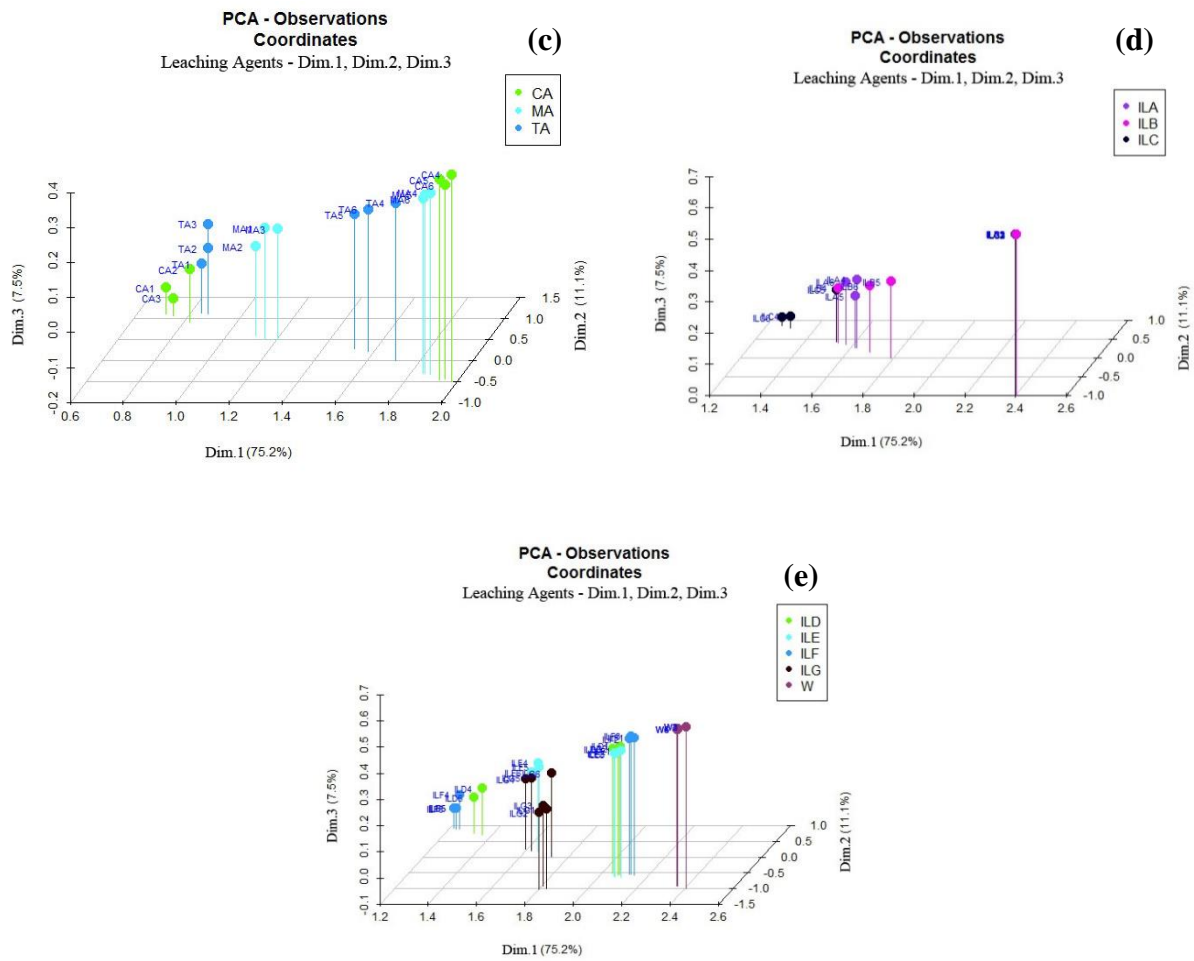 PCA - Observations
Coordinates
Leaching Agents - Dim.1, Dim.2, Dim.3
(c)
CA
MA
TA
CA4
CA5
CA6
MA4
TA4
TA6
TA5
TA3
MA3
MA2
TA2
TA1
CA2
CA1
CA3
0.4
0.3
0.2
0.1
0.0
-0.1
-0.2
Dim.3 (7.5%)
0.6 0.8 1.0 1.2 1.4 1.6 1.8 2.0
Dim.1 (75.2%)
1.5
1.0
0.5
0.0
-0.5
-1.0
Dim.2 (11.1%)
PCA - Observations
Coordinates
Leaching Agents - Dim.1, Dim.2, Dim.3
(d)
ILA
ILB
ILC
ILB5
ILA5
0.7
0.6
0.5
0.4
0.3
0.2
0.1
0.0
Dim.3 (7.5%)
1.2 1.4 1.6 1.8 2.0 2.2 2.4 2.6
Dim.1 (75.2%)
1.0
0.5
0.0
-0.5
-1.0
Dim.2 (11.1%)
PCA - Observations
Coordinates
Leaching Agents - Dim.1, Dim.2, Dim.3
(e)
ILD
ILE
ILF
ILG
W
ILE4
ILD4
ILF4
ILG3
ILG2
0.7
0.6
0.5
0.4
0.3
0.2
0.1
0.0
-0.1
Dim.3 (7.5%)
1.2 1.4 1.6 1.8 2.0 2.2 2.4 2.6
Dim.1 (75.2%)
1.0
0.5
0.0
-0.5
-1.0
-1.5
Dim.2 (11.1%)